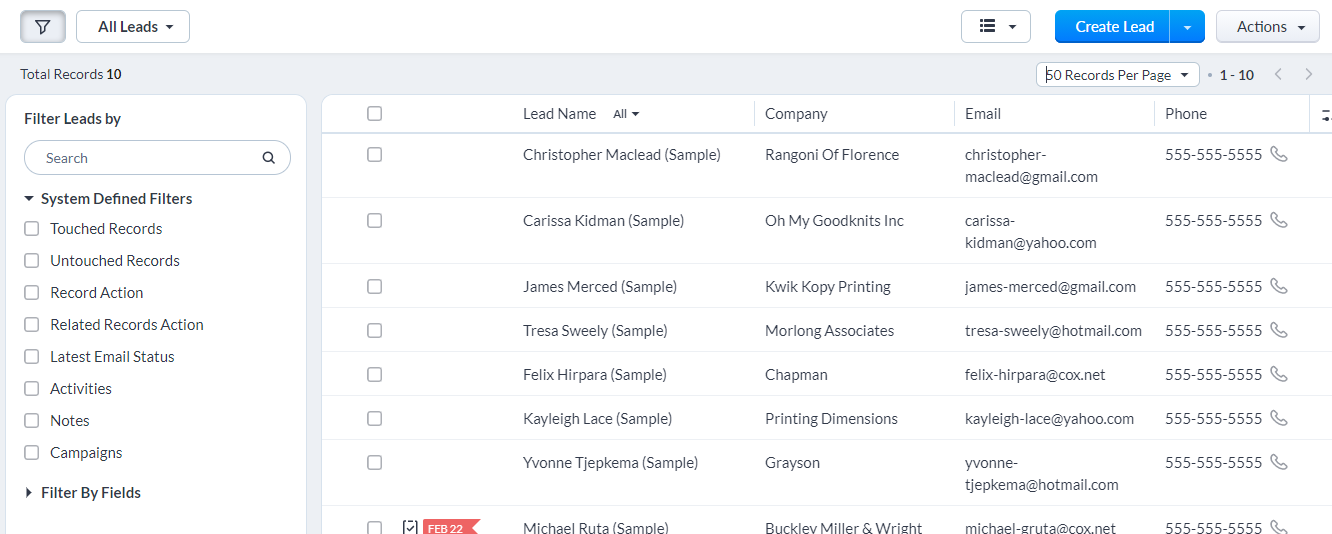 All Leads
Create Lead
Actions
Total Records 10
50 Records Per Page
1 - 10
Filter Leads by
Search
System Defined Filters
Touched Records
Untouched Records
Record Action
Related Records Action
Latest Email Status
Activities
Notes
Campaigns
Filter By Fields
Lead Name All Company Email Phone
Christopher Maclead (Sample) Rangoni Of Florence christopher- 555-555-5555
maclead@gmail.com
Carissa Kidman (Sample) Oh My Goodknits Inc carissa- 555-555-5555
kidman@yahoo.com
James Merced (Sample) Kwik Kopy Printing james-merced@gmail.com 555-555-5555
Tresa Sweely (Sample) Morlong Associates tresa-sweely@hotmail.com 555-555-5555
Felix Hirpara (Sample) Chapman felix-hirpara@cox.net 555-555-5555
Kayleigh Lace (Sample) Printing Dimensions kayleigh-lace@yahoo.com 555-555-5555
Yvonne Tjepkema (Sample) Grayson yvonne- 555-555-5555
tjepkema@hotmail.com
FEB 22 Michael Ruta (Sample) Buckley Miller & Wright michael-gruta@cox.net 555-555-5555